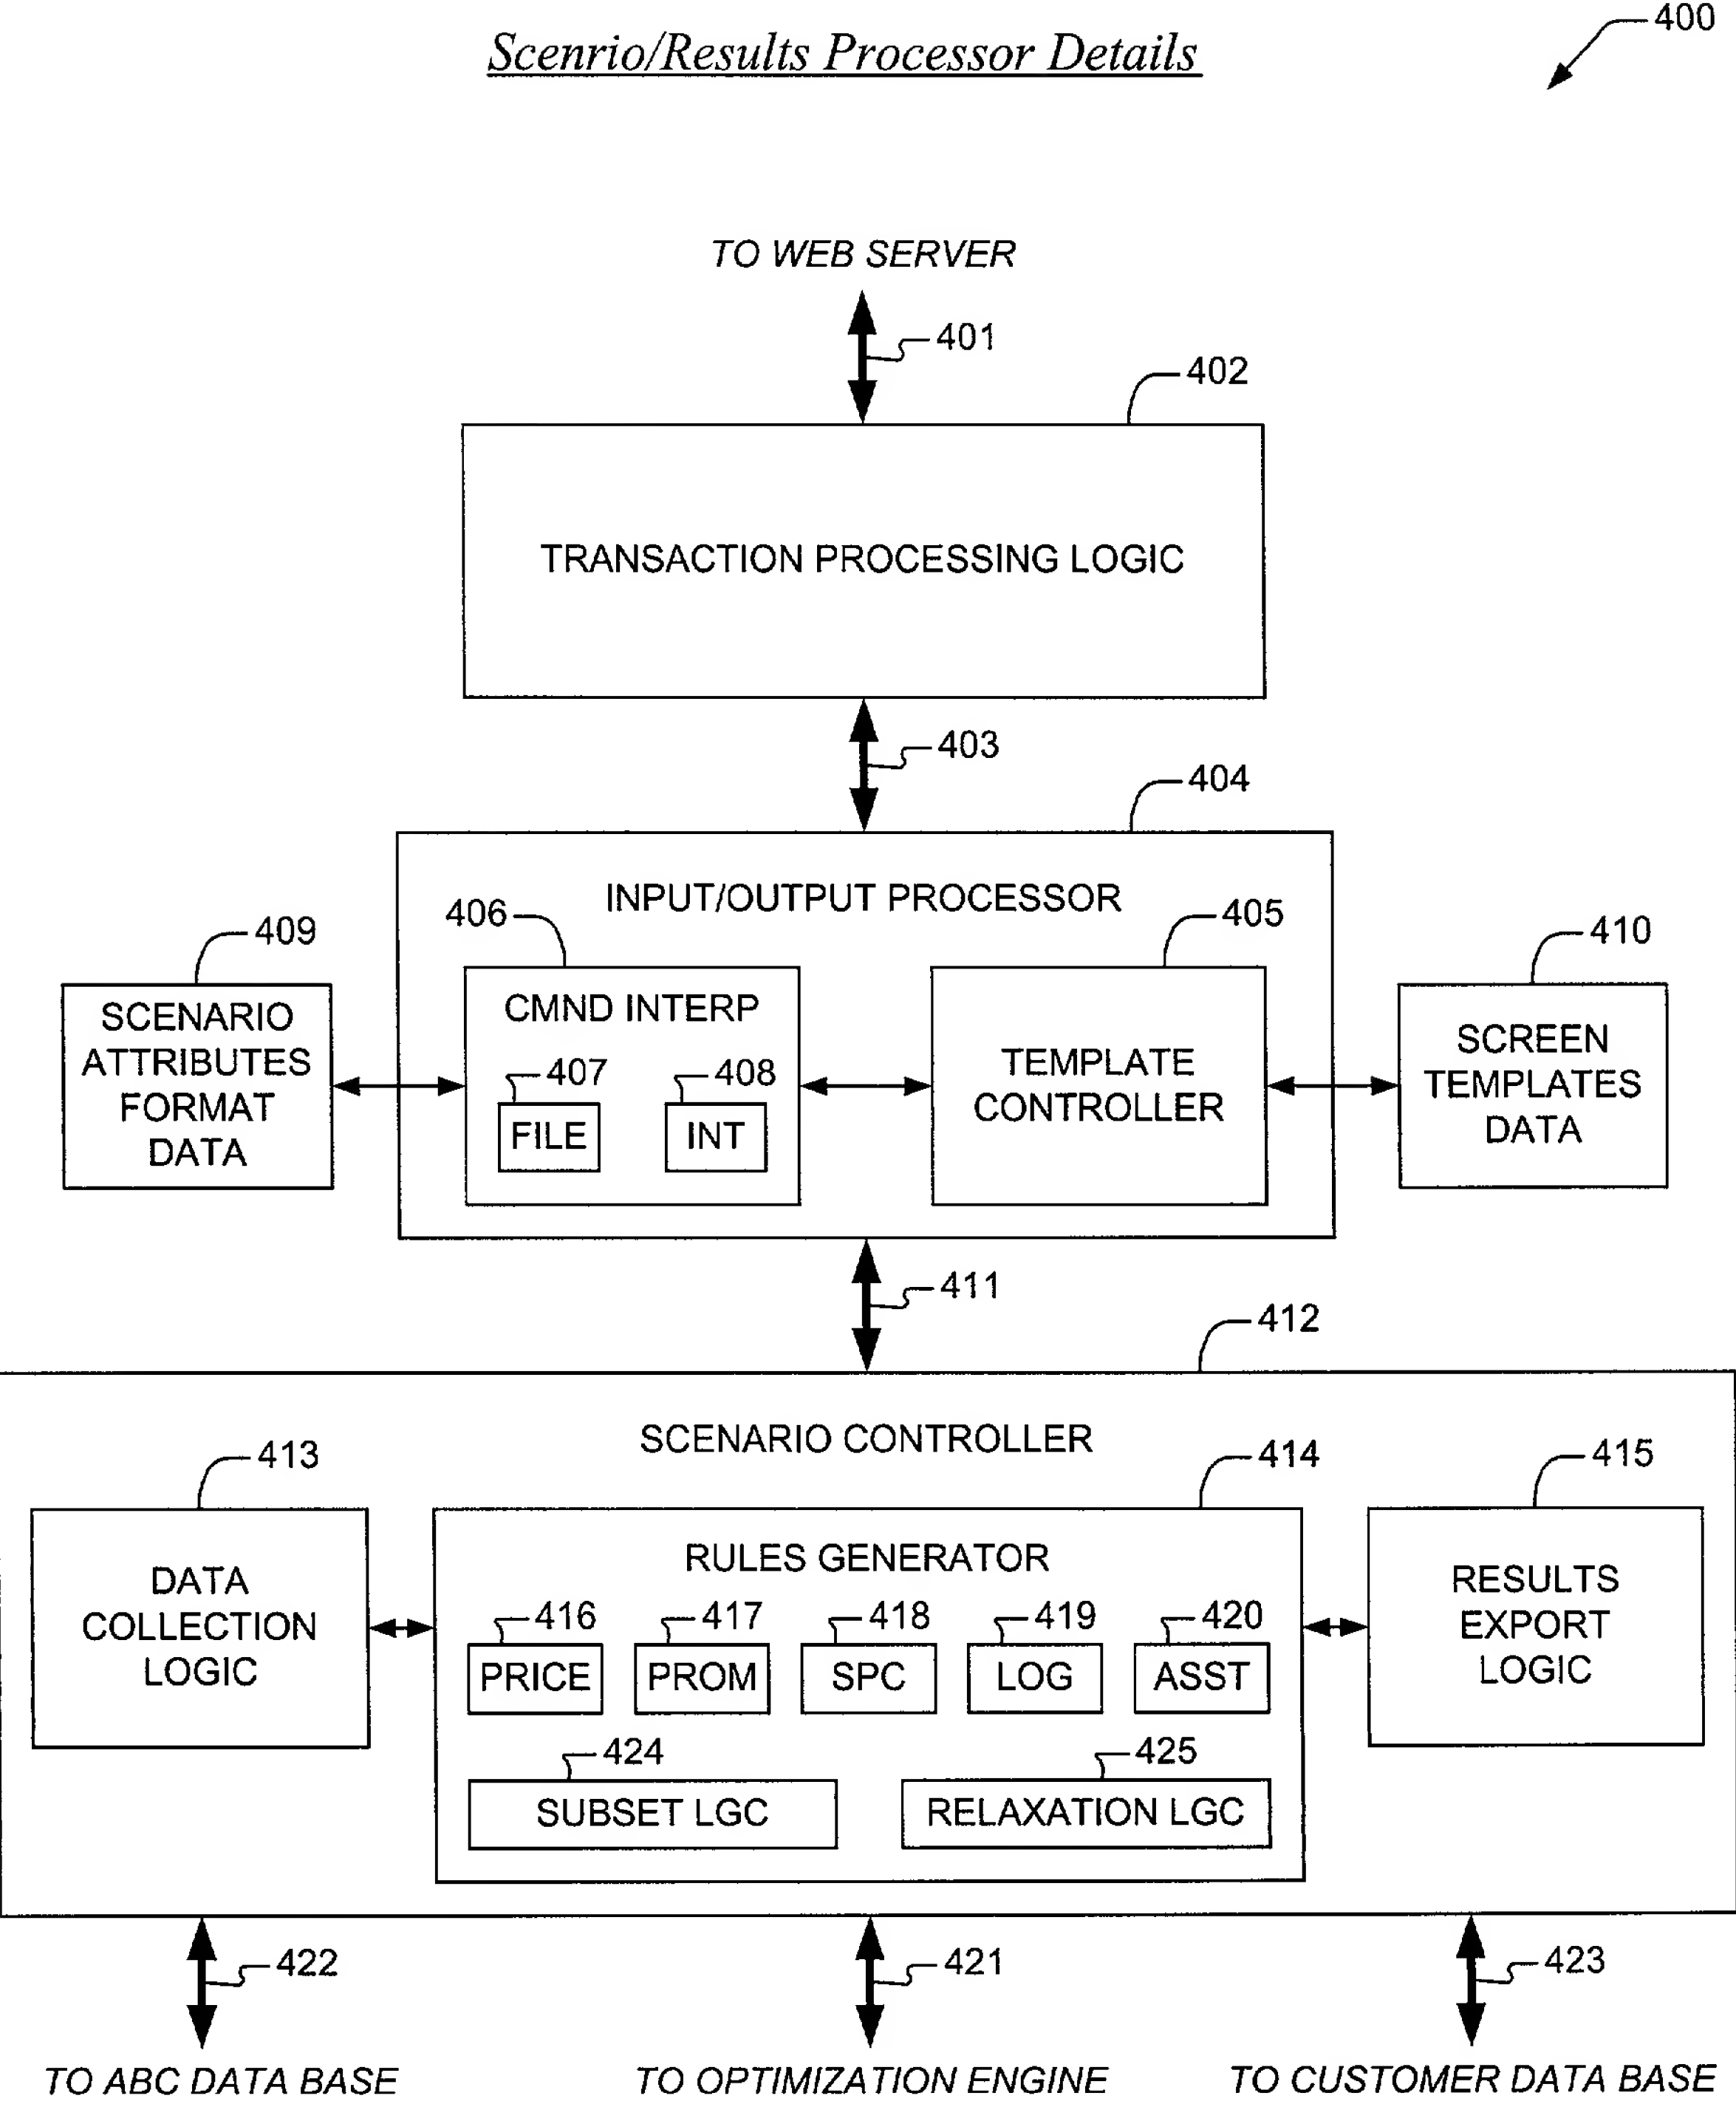 400
Scenrio/Results Processor Details
TO WEB SERVER
401
402
TRANSACTION PROCESSING LOGIC
403
404
INPUT/OUTPUT PROCESSOR
406
405
409
410
SCENARIO
ATTRIBUTES
FORMAT
DATA
CMND INTERP
407
408
FILE
INT
TEMPLATE
CONTROLLER
SCREEN
TEMPLATES
DATA
411
412
SCENARIO CONTROLLER
413
414
415
DATA
COLLECTION
LOGIC
RULES GENERATOR
416
417
418
419
420
PRICE
PROM
SPC
LOG
ASST
424
425
SUBSET LGC
RELAXATION LGC
RESULTS
EXPORT
LOGIC
422
421
423
TO ABC DATA BASE
TO OPTIMIZATION ENGINE
TO CUSTOMER DATA BASE